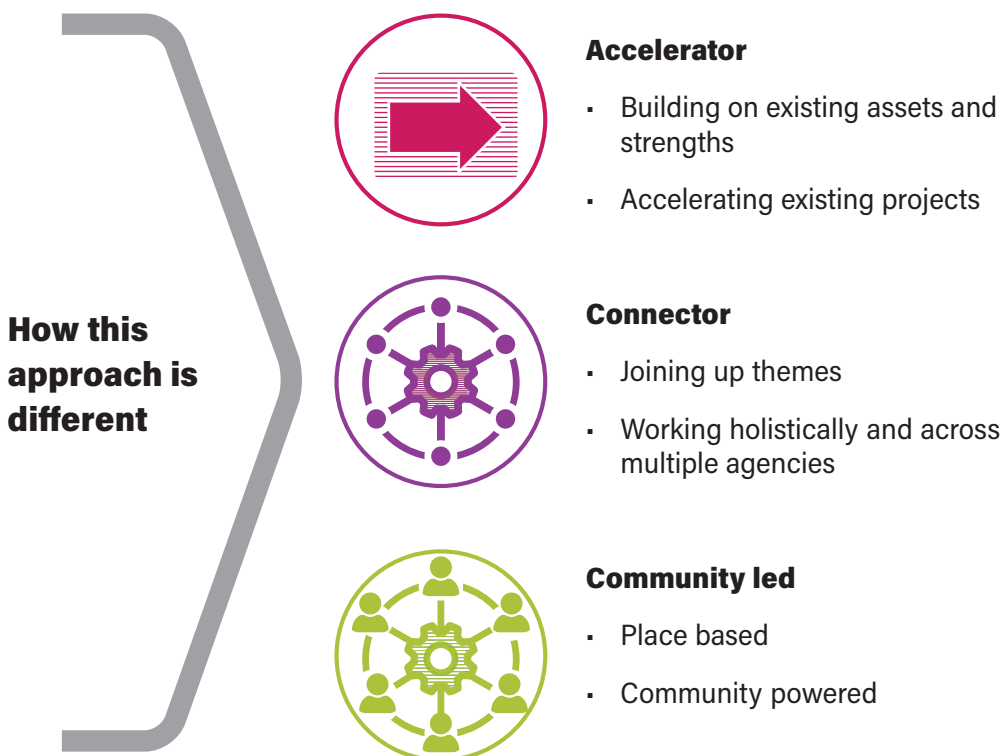 How this
approach is
different
Accelerator
▪ Building on existing assets and
strengths
▪ Accelerating existing projects
Connector
▪ Joining up themes
▪ Working holistically and across
multiple agencies
Community led
▪ Place based
▪ Community powered